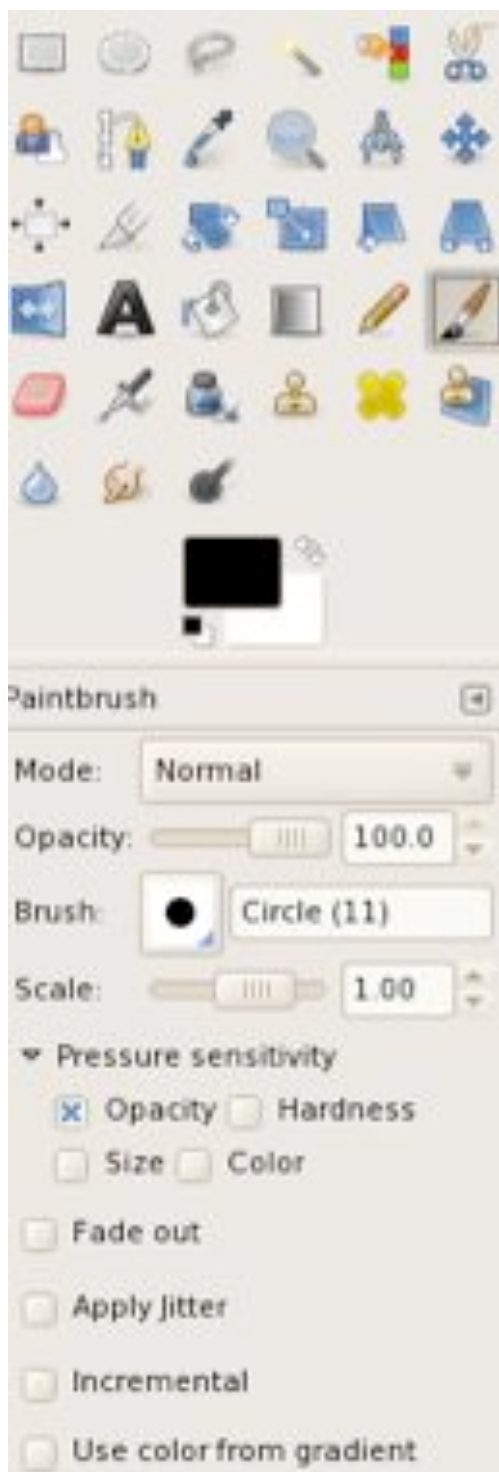 Paintbrush
Mode: Normal
Opacity: 100.0
Brush: Circle (11)
Scale: 1.00
Pressure sensitivity
Opacity Hardness
Size Color
Fade out
Apply Jitter
Incremental
Use color from gradient